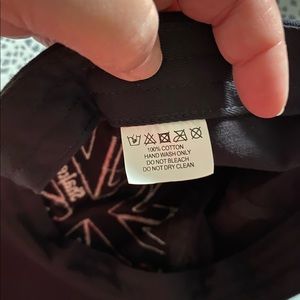 100% COTTON
HAND WASH ONLY
DO NOT BLEACH
DO NOT DRY CLEAN